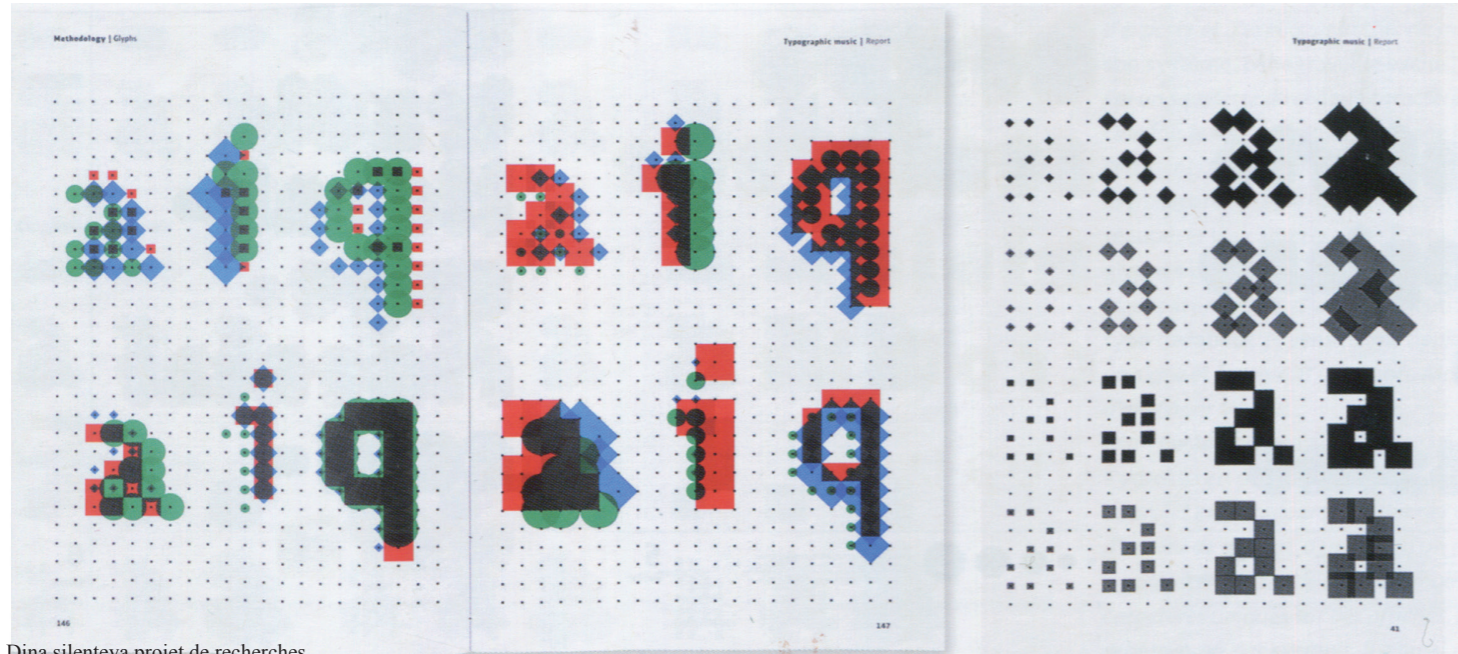 Methodology | Glyphs
Typographic music | Report
Typographic music | Report
a i q
a i q
a i q
a i q
a a a a
a a a a
a a a a
a a a a
146
147
41
Dina silenteva projet de recherches